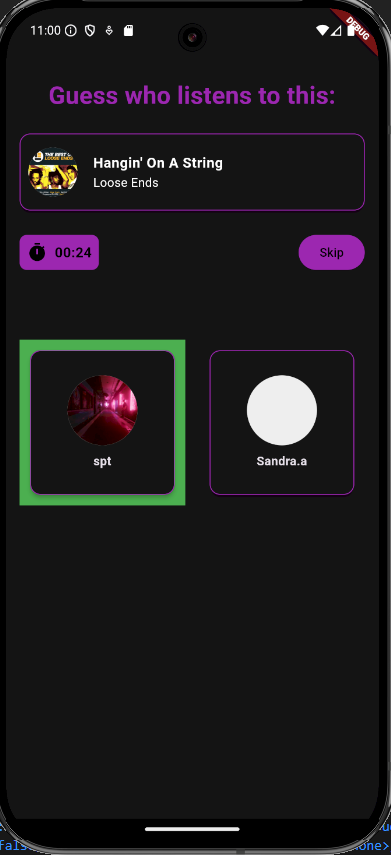 11:00
DEBUG
Guess who listens to this:
THE BEST OF
LOOSE ENDS
Hangin' On A String
Loose Ends
00:24
Skip
spt
Sandra.a